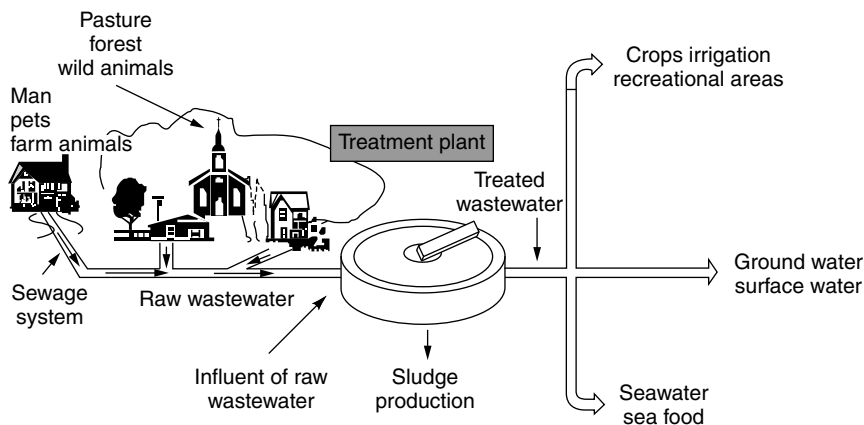 Pasture
forest
wild animals
Man
pets
farm animals
Treatment plant
Crops irrigation
recreational areas
Treated
wastewater
Sewage
system
Raw wastewater
Ground water
surface water
Influent of raw
wastewater
Sludge
production
Seawater
sea food